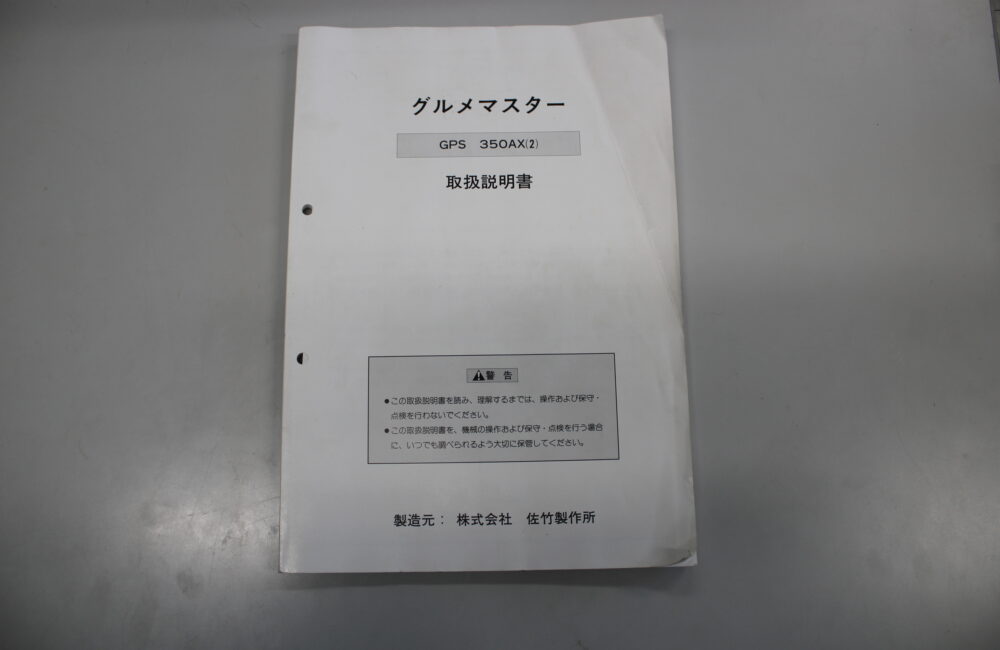 グルメマスター
GPS 350AX(2)
取扱説明書
⚠警告
●この取扱説明書を読み、理解するまでは、操作および保守・
点検を行わないでください。
●この取扱説明書を、機械の操作および保守・点検を行う場合
に、いつでも調べられるよう大切に保管してください。
製造元： 株式会社 佐竹製作所